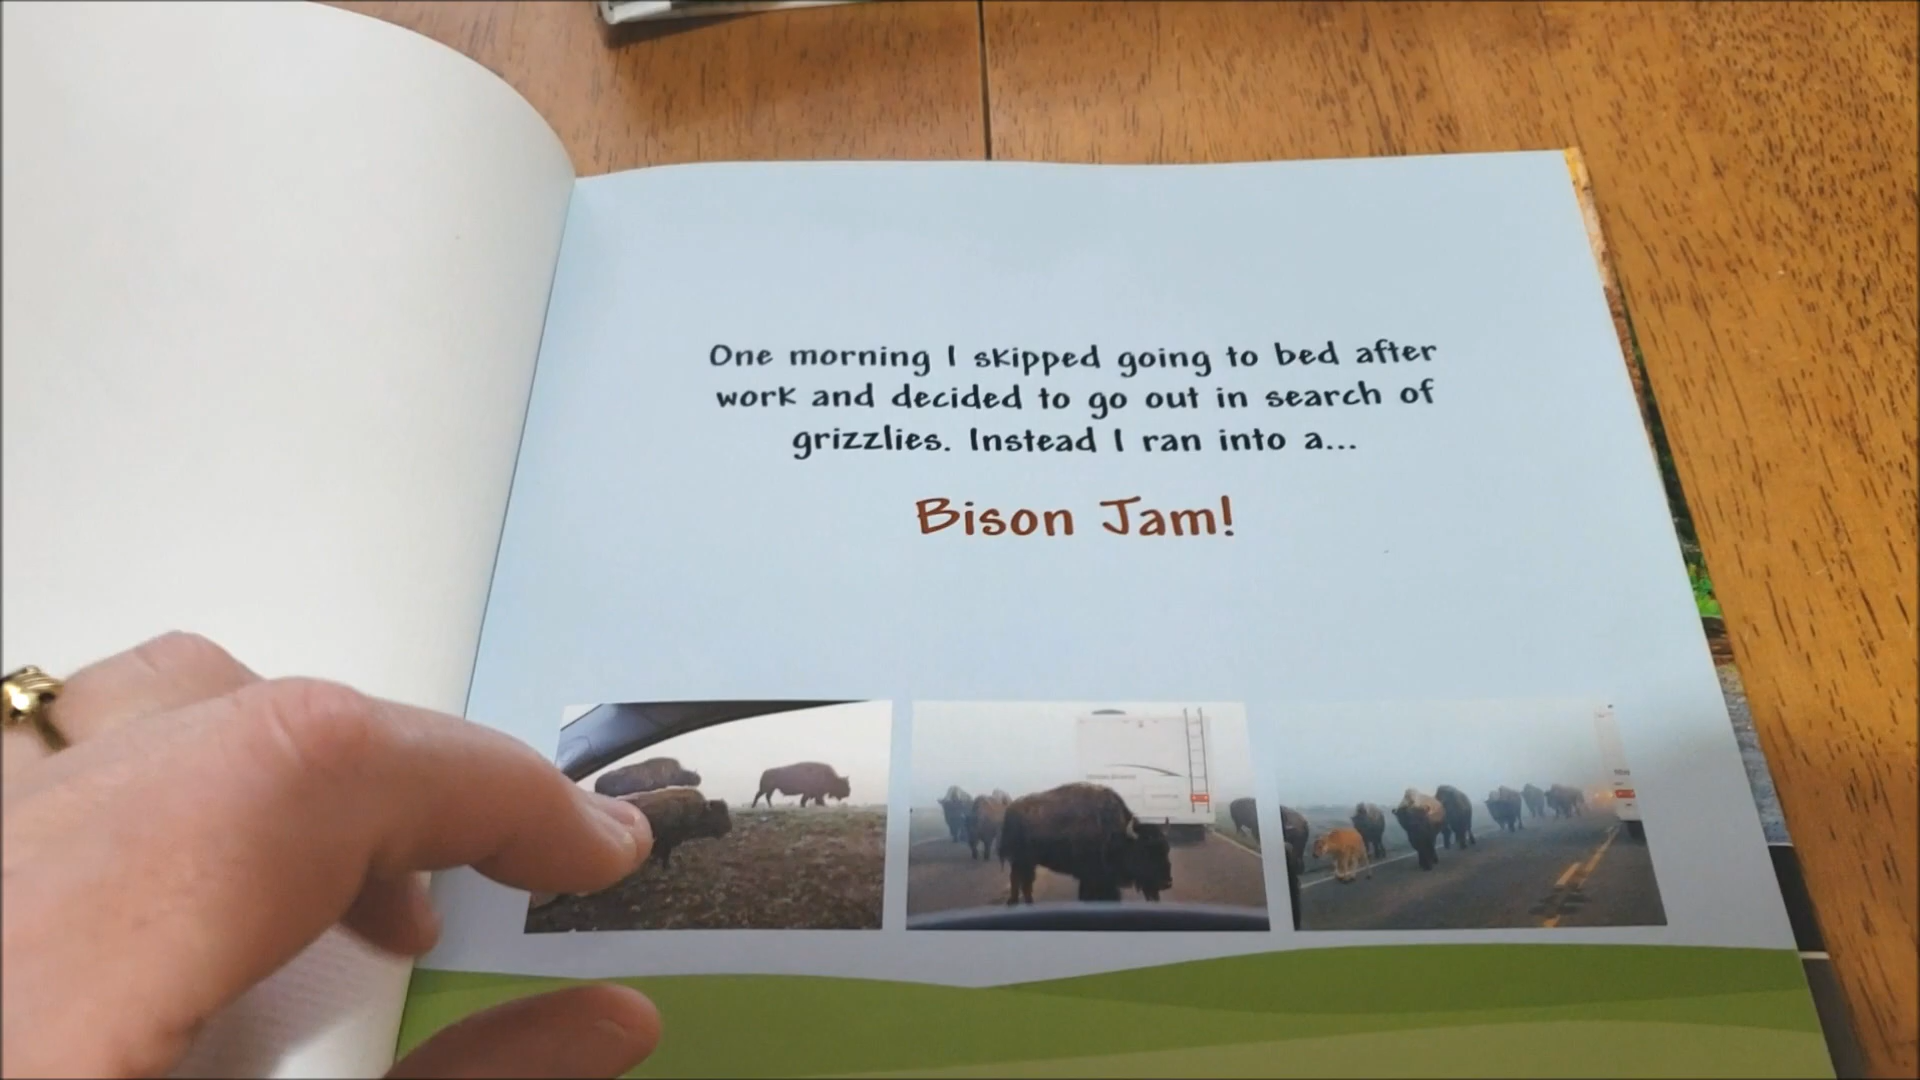 One morning I skipped going to bed after
work and decided to go out in search of
grizzlies. Instead I ran into a...
Bison Jam!